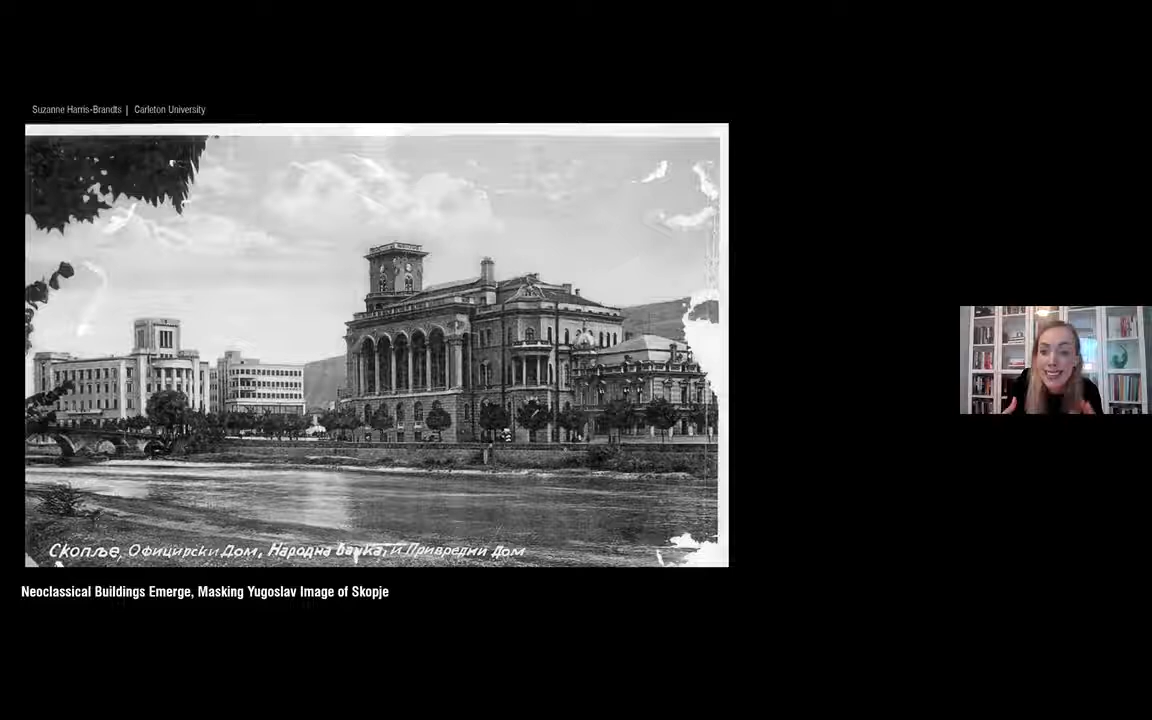 Suzanne Harris-Brandts | Carleton University
Скопље, Официрски Дом, Народна банка, и Привредни Дом
Neoclassical Buildings Emerge, Masking Yugoslav Image of Skopje